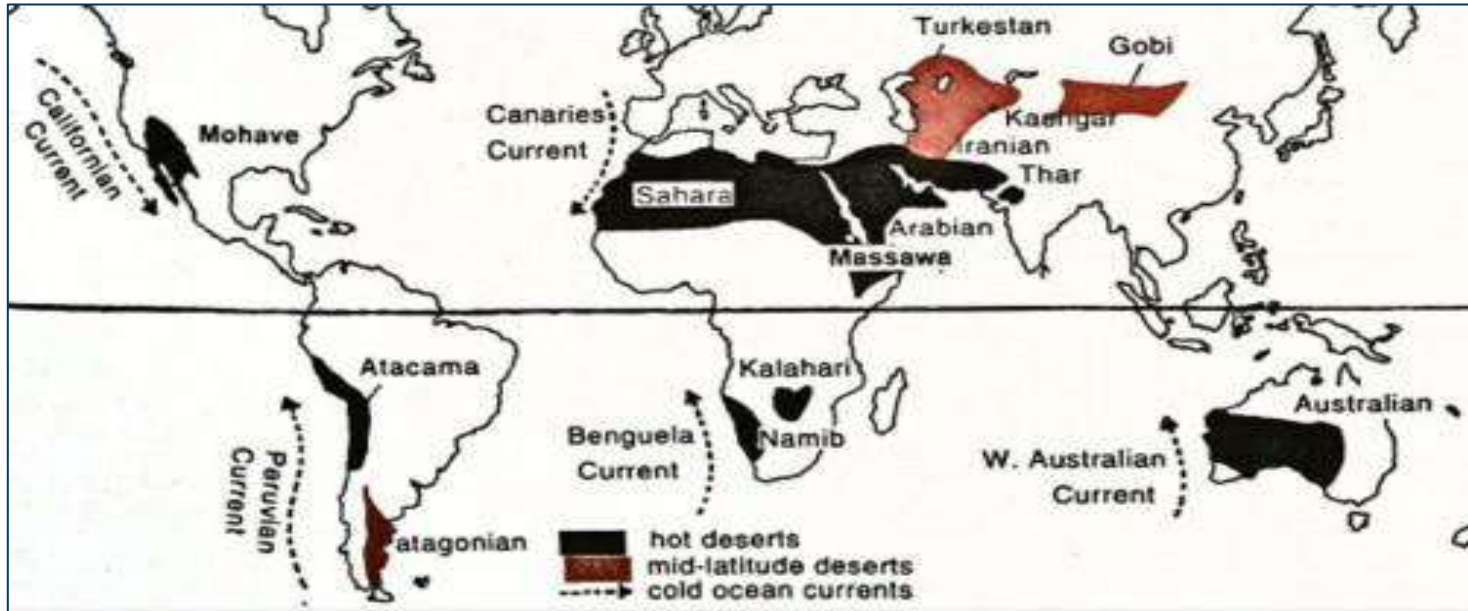 Turkestan
Gobi
Californian
Current
Mohave
Canaries
Current
Kashgar
Iranian
Thar
Sahara
Arabian
Massawa
Atacama
Kalahari
Australian
Peruvian
Current
Benguela
Current
Namib
W. Australian
Current
atagonian
hot deserts
mid-latitude deserts
cold ocean currents